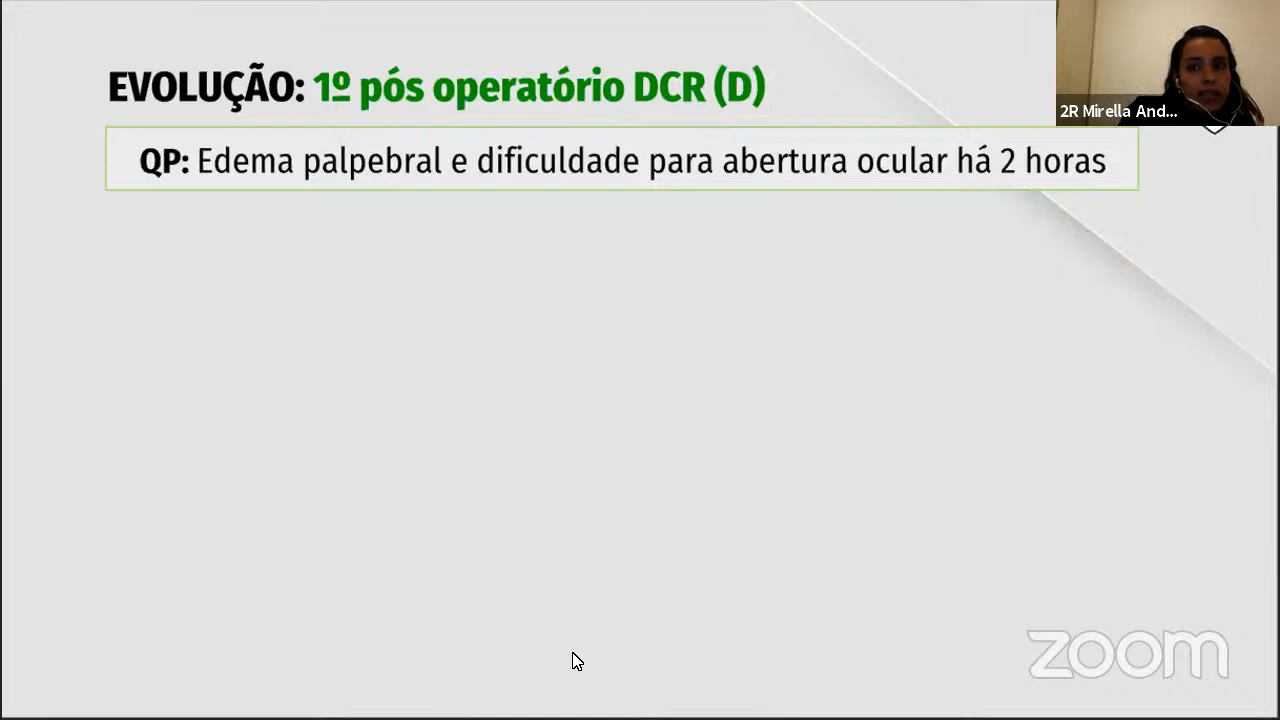 EVOLUÇÃO: 1º pós operatório DCR (D)
2R Mirella And...
QP: Edema palpebral e dificuldade para abertura ocular há 2 horas
zoom